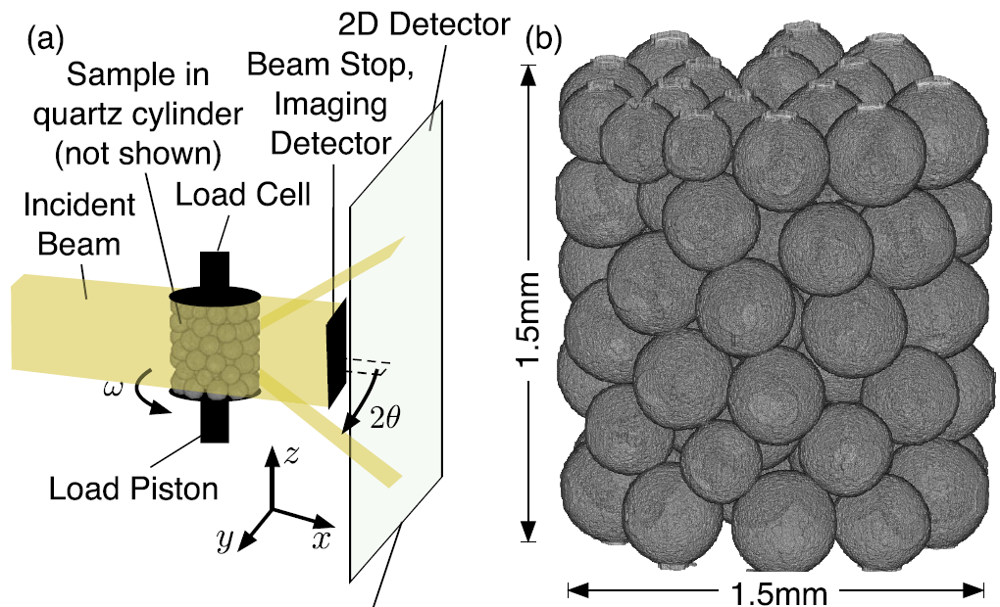 (a)
2D Detector
Beam Stop,
Imaging
Detector
Sample in
quartz cylinder
(not shown)
Load Cell
Incident
Beam
ω
2θ
Load Piston
z
y
x
(b)
1.5mm
1.5mm